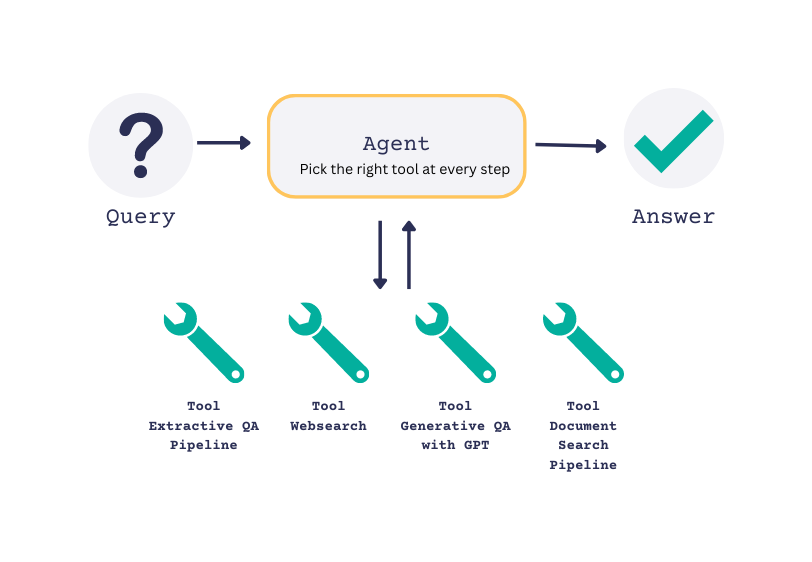 Agent
Pick the right tool at every step
Query
Answer
Tool
Extractive QA
Pipeline
Tool
Websearch
Tool
Generative QA
with GPT
Tool
Document
Search
Pipeline